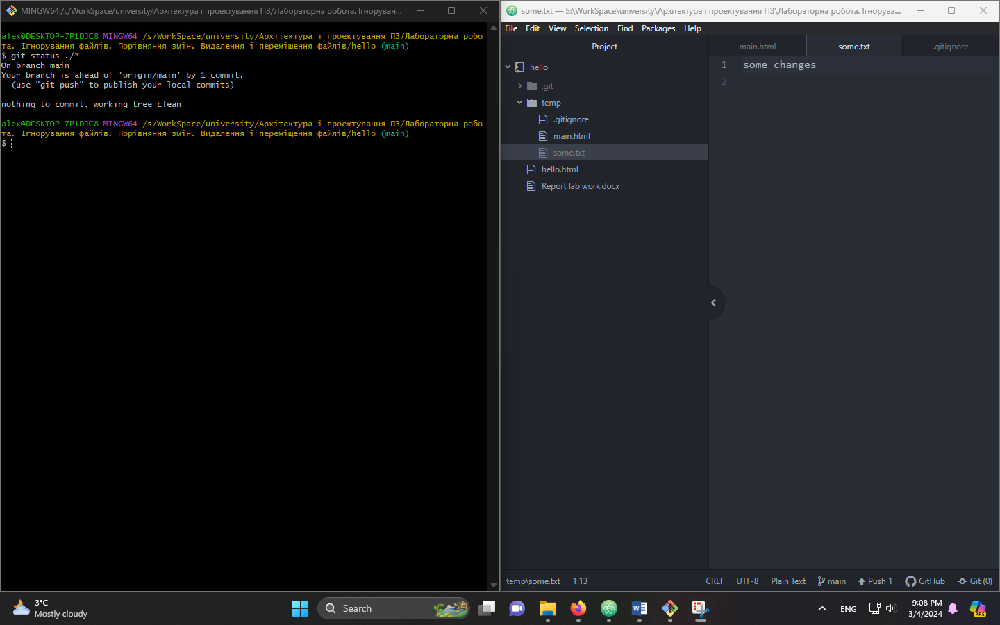 MINGW64:/s/WorkSpace/university/Архітектура і проектування ПЗ/Лабораторна робота. Ігноруван...
alex@DESKTOP-7P1DJC8 MINGW64 /s/WorkSpace/university/Архітектура і проектування ПЗ/Лабораторна робо
та. Ігнорування файлів. Порівняння змін. Видалення і переміщення файлів/hello (main)
$ git status ./*
On branch main
Your branch is ahead of 'origin/main' by 1 commit.
(use "git push" to publish your local commits)
nothing to commit, working tree clean
alex@DESKTOP-7P1DJC8 MINGW64 /s/WorkSpace/university/Архітектура і проектування ПЗ/Лабораторна робо
та. Ігнорування файлів. Порівняння змін. Видалення і переміщення файлів/hello (main)
$
some.txt — S:\WorkSpace\university\Архітектура і проектування ПЗ\Лабораторна робота. Ігнорува...
File Edit View Selection Find Packages Help
Project
hello
.git
temp
.gitignore
main.html
some.txt
hello.html
Report lab work.docx
main.html some.txt .gitignore
1 some changes
2
temp\some.txt 1:13 CRLF UTF-8 Plain Text main Push 1 GitHub Git (0)
3°C
Mostly cloudy
Search
ENG
9:08 PM
3/4/2024
PRE